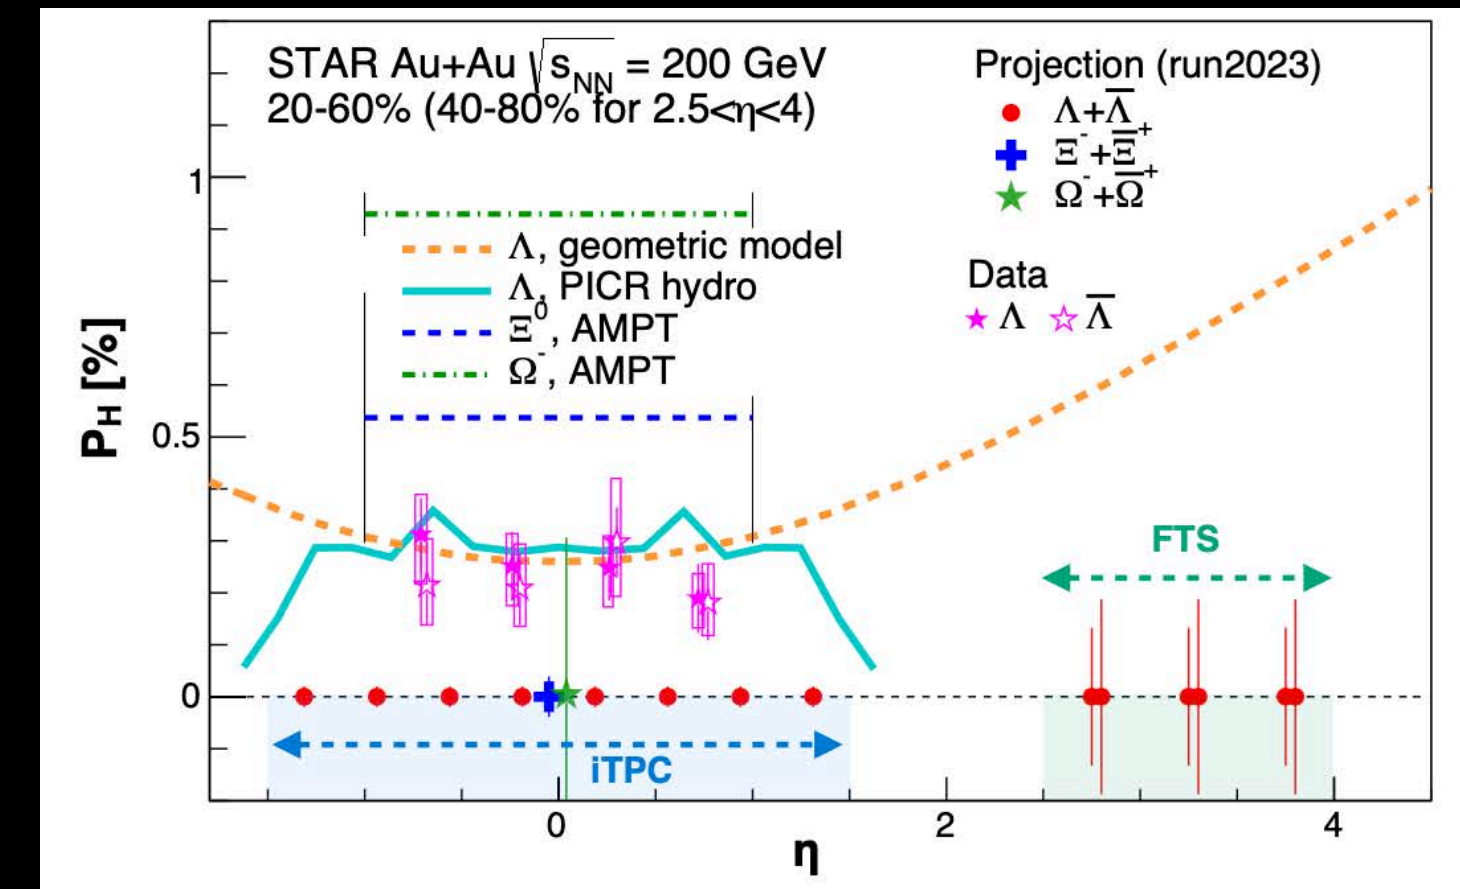 STAR Au+Au √sNN = 200 GeV
20-60% (40-80% for 2.5<η<4)
Projection (run2023)
Λ+Λ̅
Ξ⁻+Ξ̅⁺
Ω⁻+Ω̅⁺
Λ, geometric model
Λ, PICR hydro
Ξ⁰, AMPT
Ω⁻, AMPT
Data
Λ Λ̅
1
0.5
0
PH [%]
FTS
iTPC
0 2 4
η